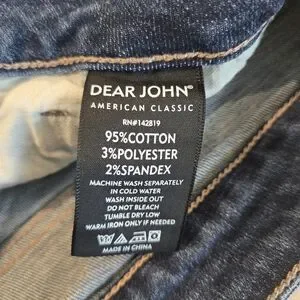 DEAR JOHN®
AMERICAN CLASSIC
RN#142819
95%COTTON
3%POLYESTER
2%SPANDEX
MACHINE WASH SEPARATELY
IN COLD WATER
WASH INSIDE OUT
DO NOT BLEACH
TUMBLE DRY LOW
WARM IRON ONLY IF NEEDED
MADE IN CHINA